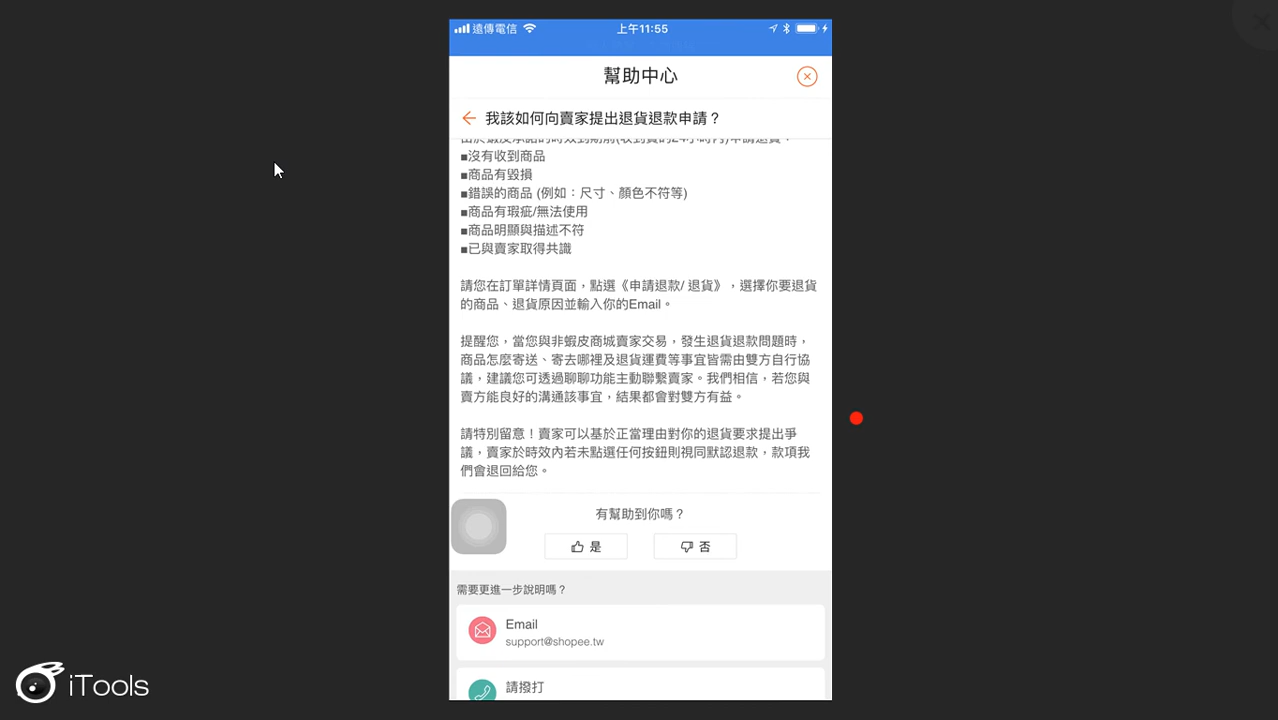 遠傳電信
上午11:55
幫助中心
我該如何向賣家提出退貨退款申請？
■沒有收到商品
■商品有毀損
■錯誤的商品 (例如：尺寸、顏色不符等)
■商品有瑕疵/無法使用
■商品明顯與描述不符
■已與賣家取得共識
請您在訂單詳情頁面，點選《申請退款/ 退貨》，選擇你要退貨
的商品、退貨原因並輸入你的Email。
提醒您，當您與非蝦皮商城賣家交易，發生退貨退款問題時，
商品怎麼寄送、寄去哪裡及退貨運費等事宜皆需由雙方自行協
議，建議您可透過聊聊功能主動聯繫賣家。我們相信，若您與
賣方能良好的溝通該事宜，結果都會對雙方有益。
請特別留意！賣家可以基於正當理由對你的退貨要求提出爭
議，賣家於時效內若未點選任何按鈕則視同默認退款，款項我
們會退回給您。
有幫助到你嗎？
是
否
需要更進一步說明嗎？
Email
support@shopee.tw
請撥打
iTools